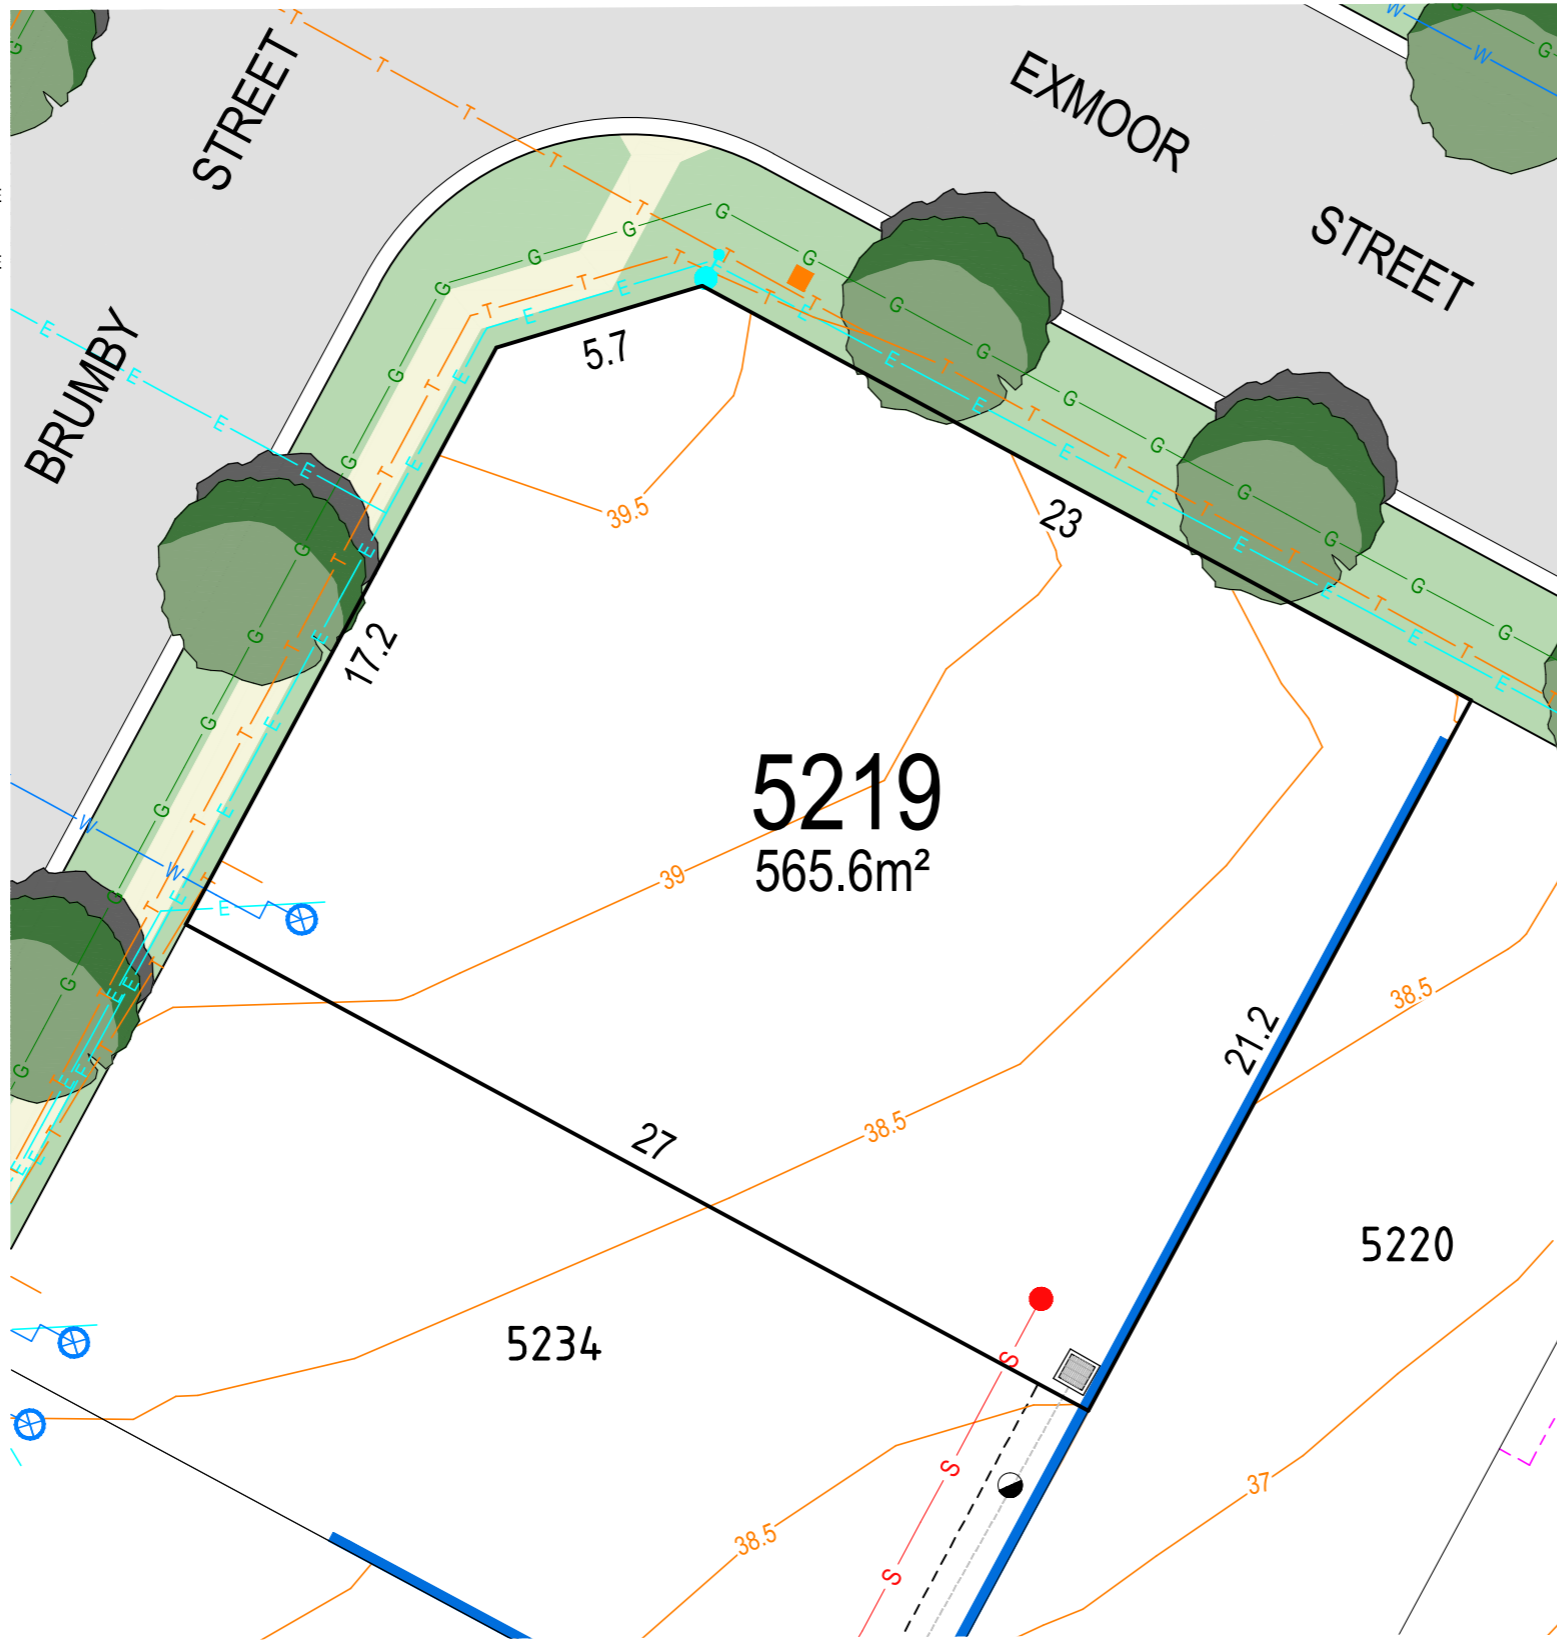 BRUMBY STREET
EXMOOR STREET
5.7
39.5
23
17.2
5219
565.6m²
39
38.5
21.2
38.5
27
5220
5234
38.5
37
T T T T T T T T T T T T T T T T T
G G G G G G G G G G G G G G G G G
E E E E E E E E E E E E E E E E E
W W W W
S S S